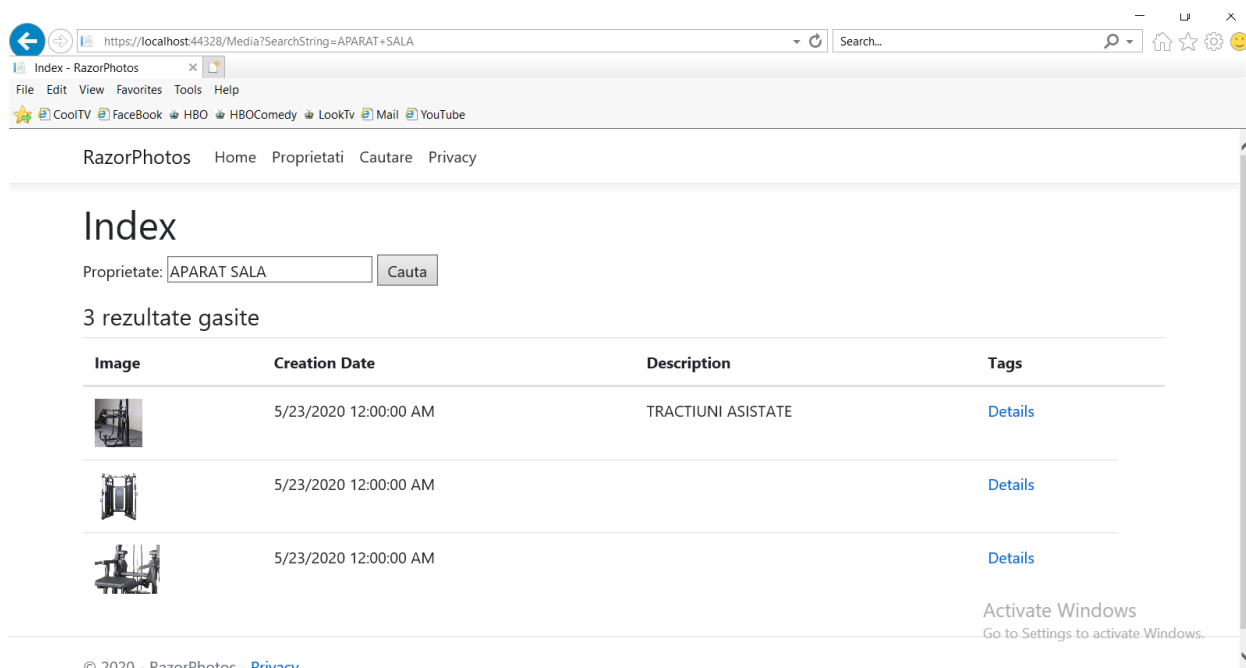 https://localhost:44328/Media?SearchString=APARAT+SALA
Search...
Index - RazorPhotos
File Edit View Favorites Tools Help
CoolTV FaceBook HBO HBOComedy LookTv Mail YouTube
RazorPhotos Home Proprietati Cautare Privacy
Index
Proprietate: APARAT SALA Cauta
3 rezultate gasite
Image Creation Date Description Tags
5/23/2020 12:00:00 AM TRACTIUNI ASISTATE Details
5/23/2020 12:00:00 AM Details
5/23/2020 12:00:00 AM Details
Activate Windows
Go to Settings to activate Windows.
© 2020 - RazorPhotos - Privacy